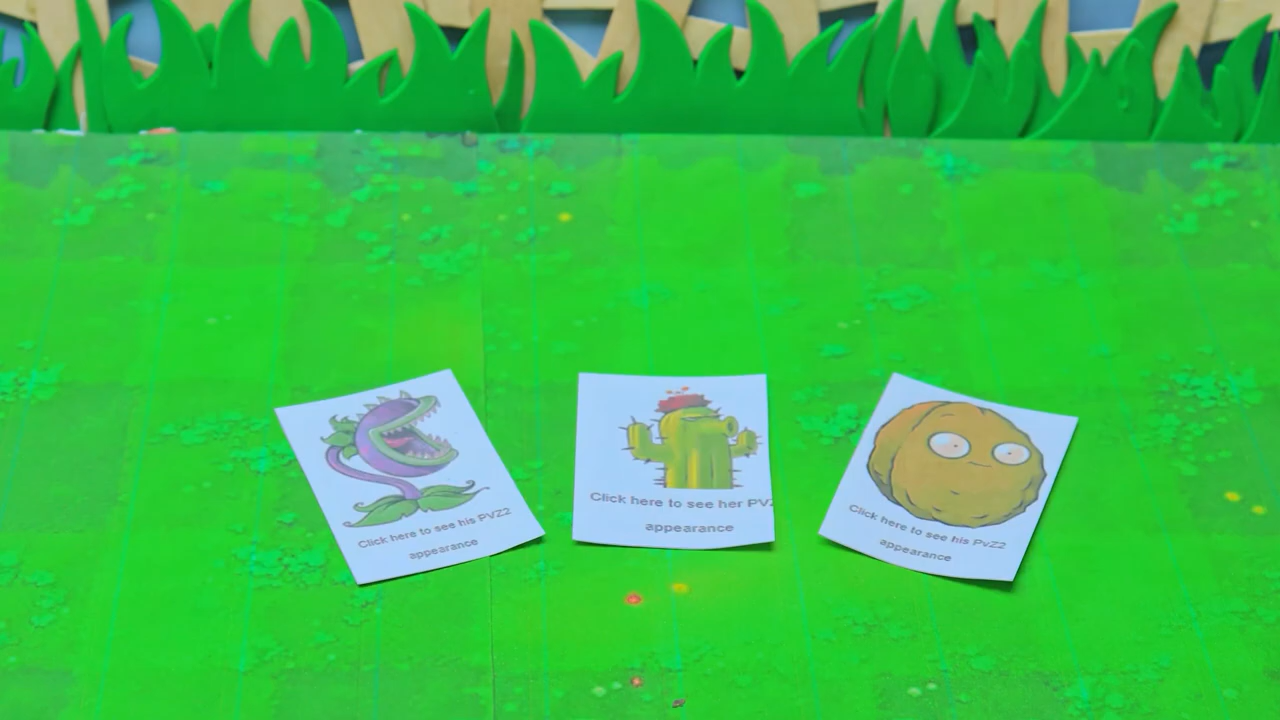 Click here to see his PVZ2
appearance
Click here to see her PVZ
appearance
Click here to see his PvZ2
appearance